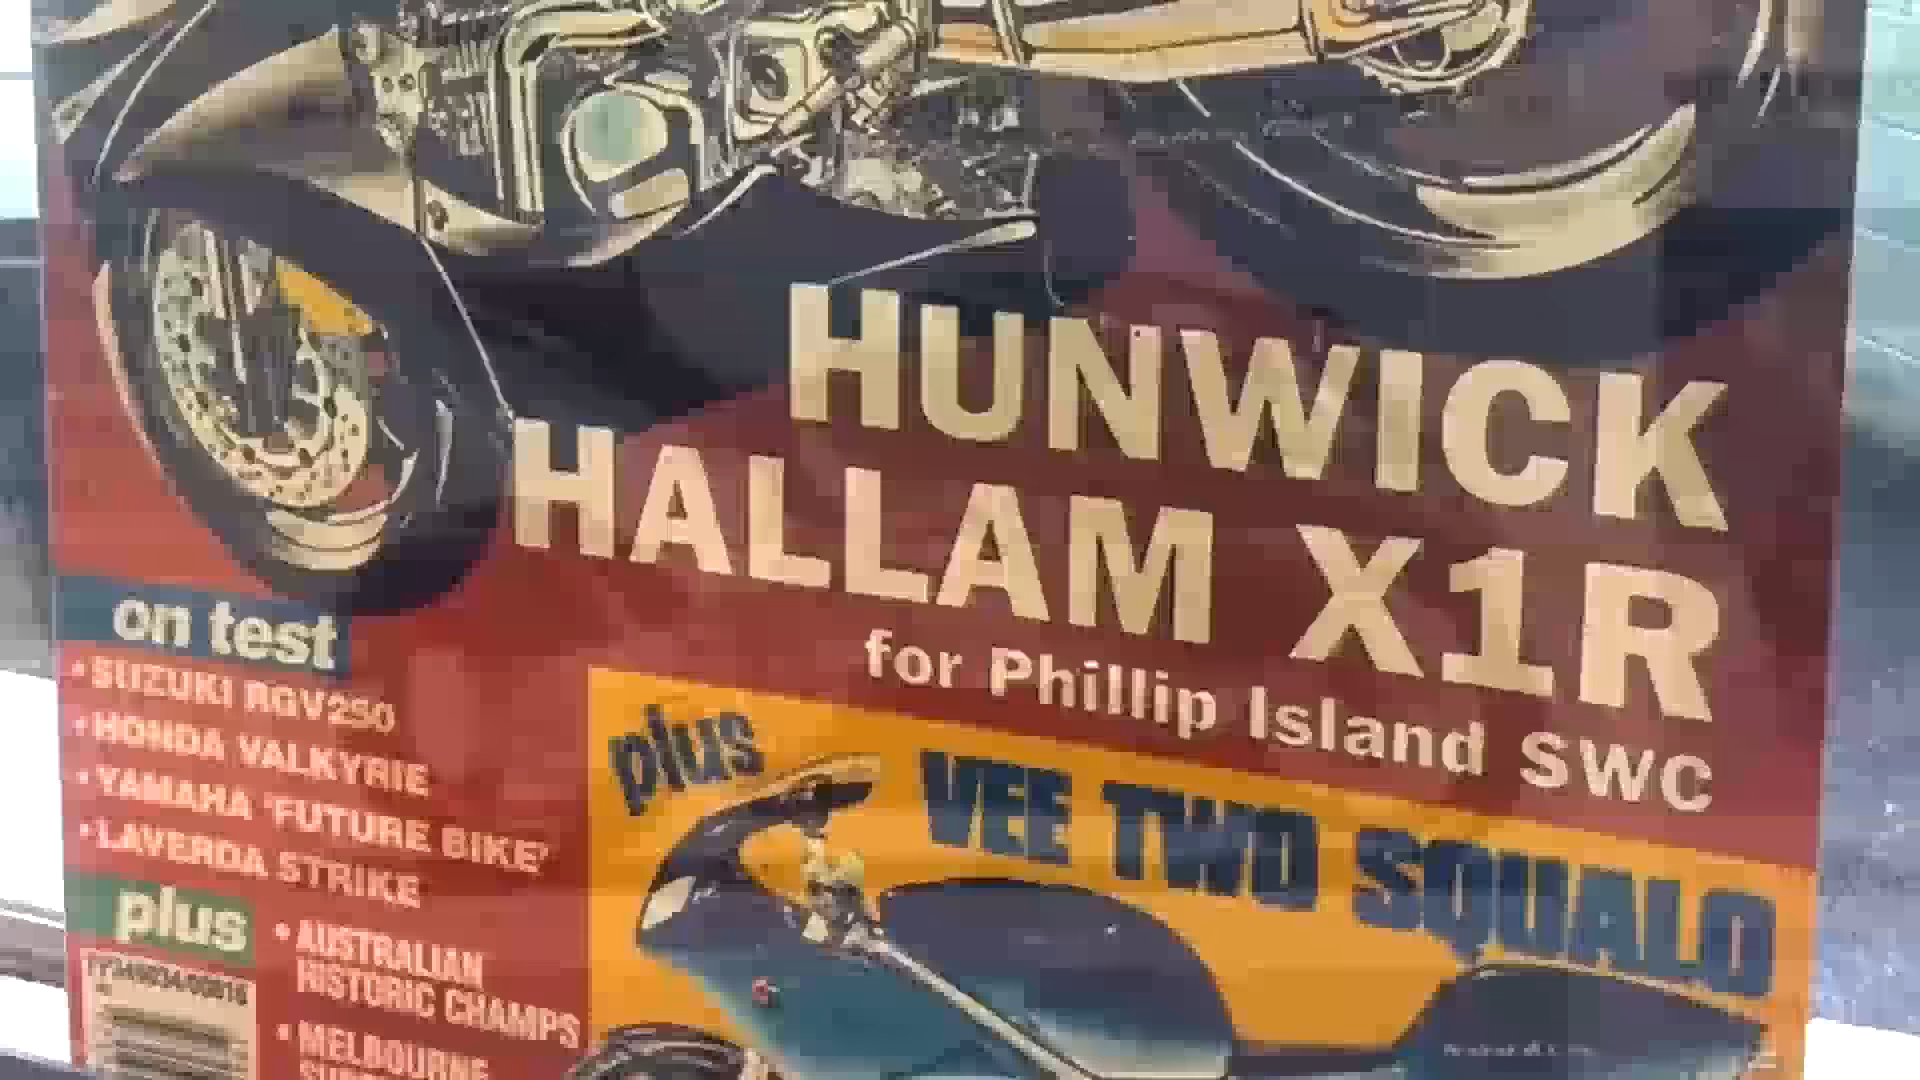 HUNWICK
HALLAM X1R
for Phillip Island SWC
on test
• SUZUKI RGV250
• HONDA VALKYRIE
• YAMAHA 'FUTURE BIKE'
• LAVERDA STRIKE
plus
• AUSTRALIAN
HISTORIC CHAMPS
• MELBOURNE
plus
VEE TWO SQUALO